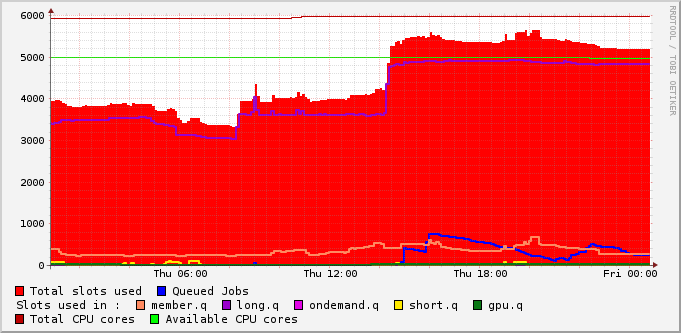 6000
5000
4000
3000
2000
1000
0
Thu 06:00 Thu 12:00 Thu 18:00 Fri 00:00
Total slots used Queued Jobs
Slots used in : member.q long.q ondemand.q short.q gpu.q
Total CPU cores Available CPU cores
RRDTOOL / TOBI OETIKER